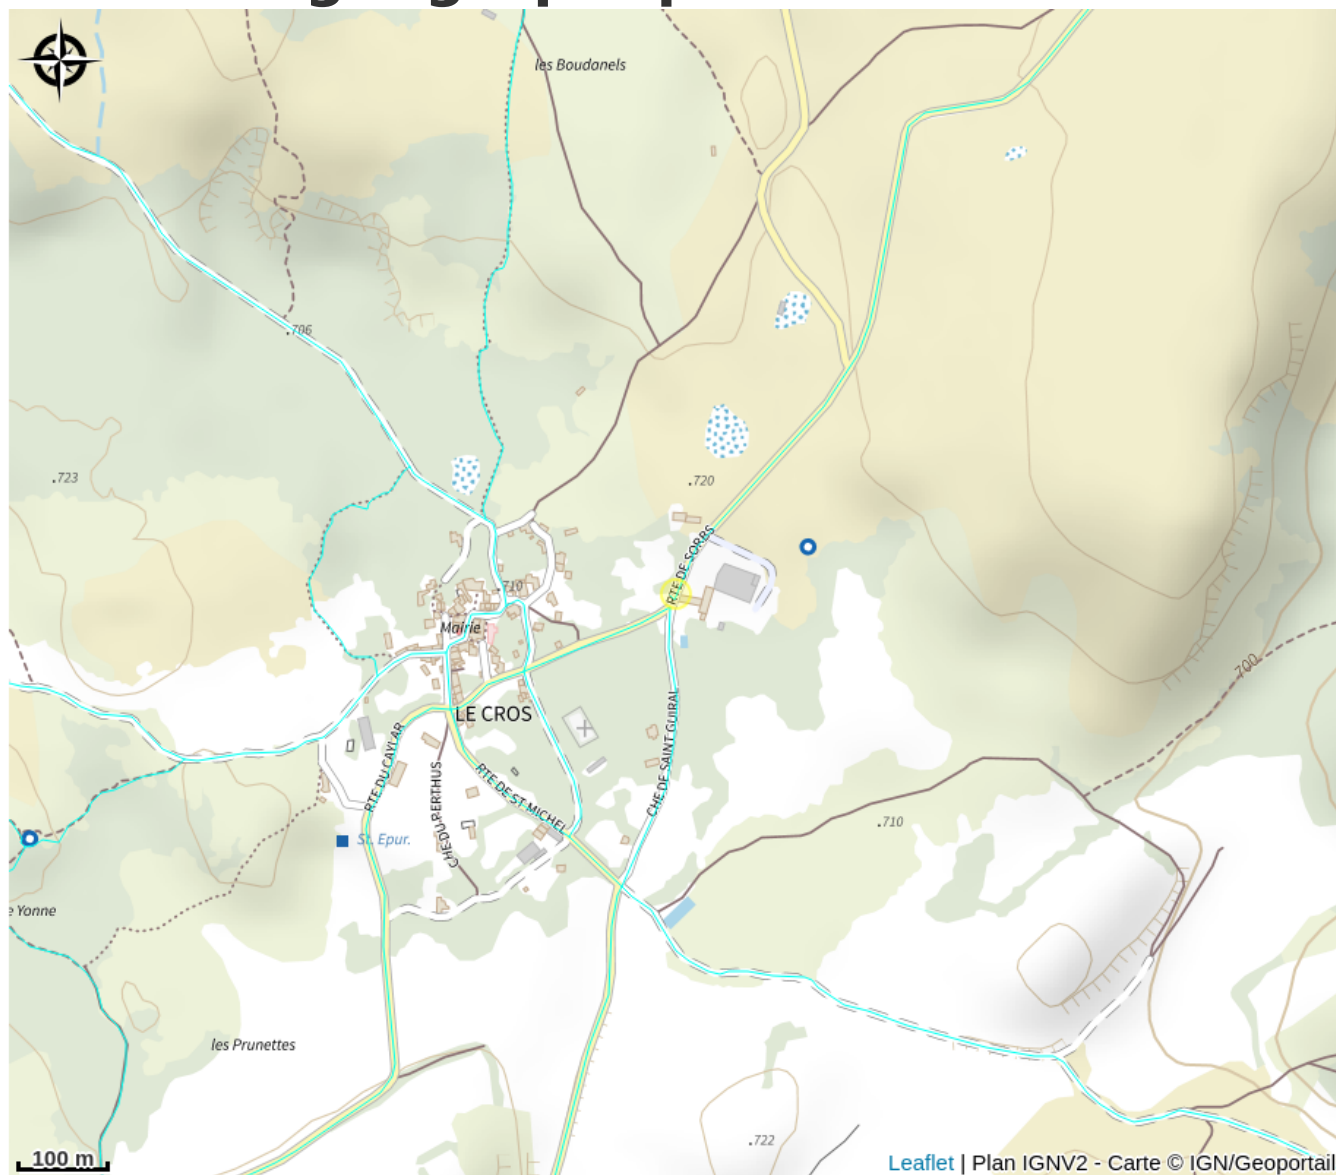 les Boudanels
.706
.723
.720
RTE DE SORBS
710
Mairie
700
LE CROS
CHE DE SAINT GUIRAL
RTE DU CAYLAR
CHE DU PERTHUS
RTE DE ST-MICHEL
.710
St. Epur.
e Yonne
les Prunettes
.722
100 m
Leaflet | Plan IGNV2 - Carte © IGN/Geoportail